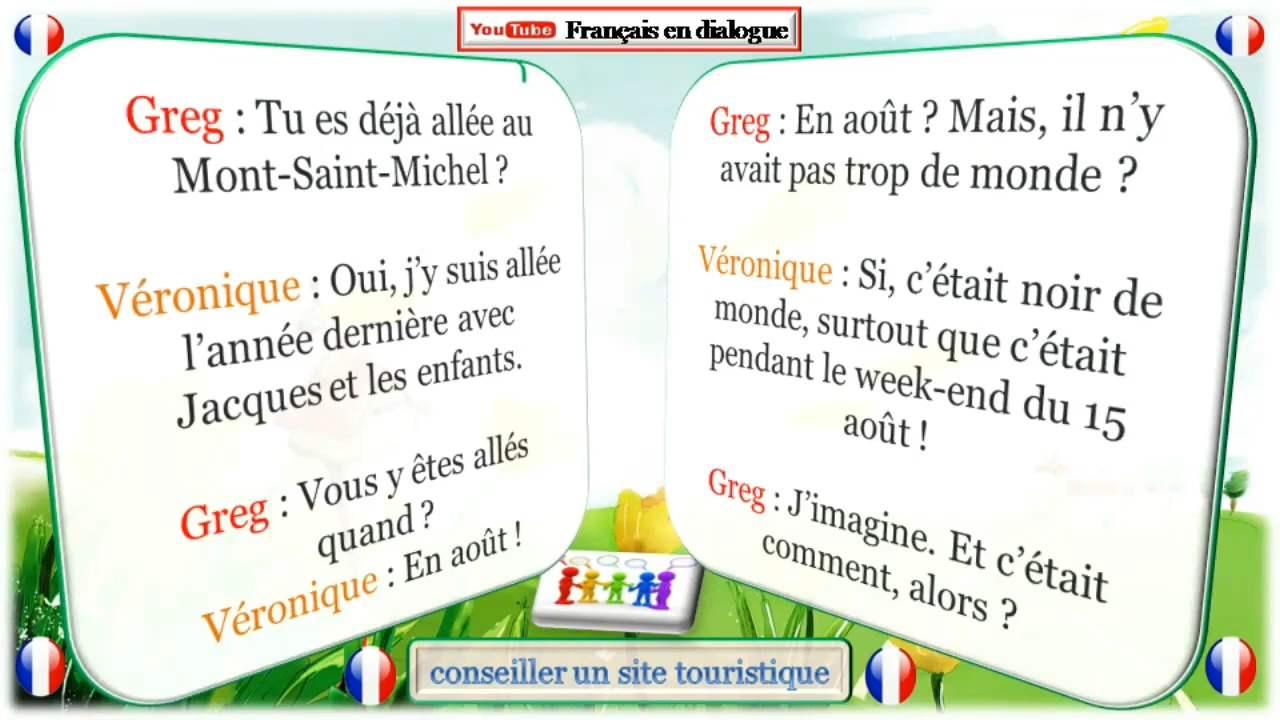 YouTube Français en dialogue
Greg : Tu es déjà allée au
Mont-Saint-Michel ?
Véronique : Oui, j’y suis allée
l’année dernière avec
Jacques et les enfants.
Greg : Vous y êtes allés
quand ?
Véronique : En août !
Greg : En août ? Mais, il n’y
avait pas trop de monde ?
Véronique : Si, c’était noir de
monde, surtout que c’était
pendant le week-end du 15
août !
Greg : J’imagine. Et c’était
comment, alors ?
conseiller un site touristique